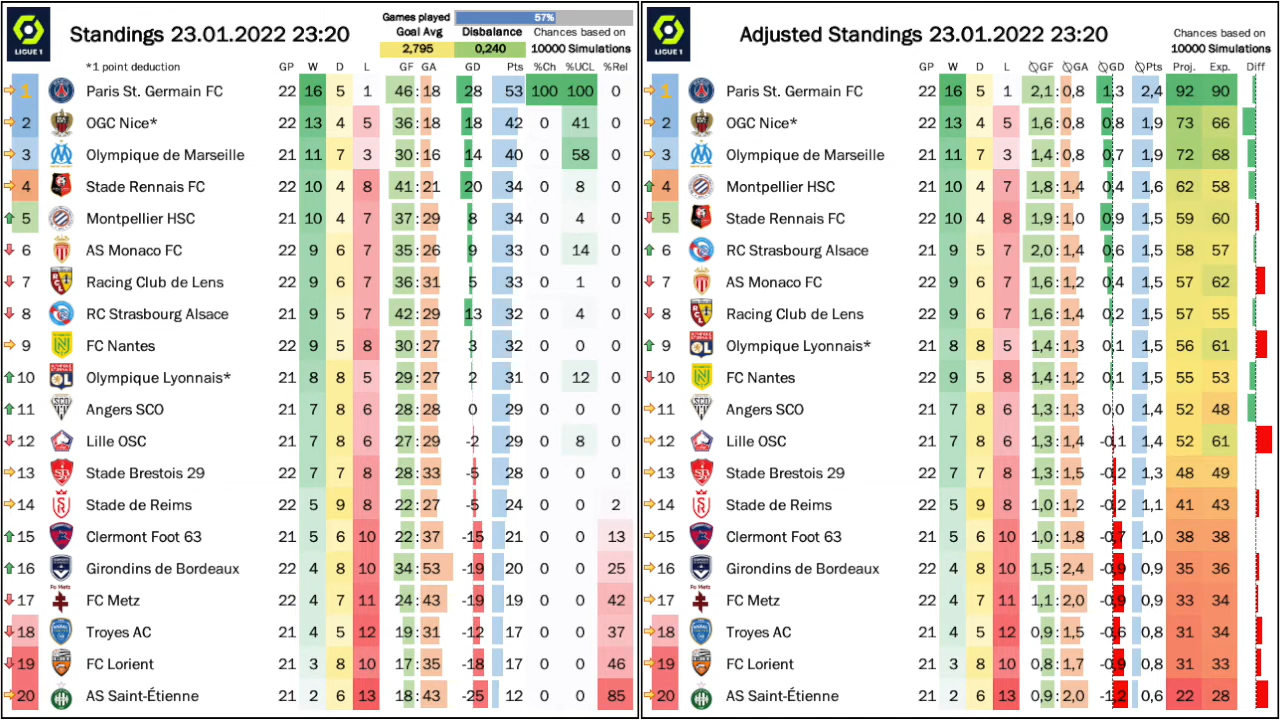 Games played 57%
Goal Avg Disbalance Chances based on
Standings 23.01.2022 23:20 2,795 0,240 10000 Simulations
LIGUE 1
*1 point deduction GP W D L GF GA GD Pts %Ch %UCL %Rel
1 Paris St. Germain FC 22 16 5 1 46 : 18 28 53 100 100 0
2 OGC Nice* 22 13 4 5 36 : 18 18 42 0 41 0
3 Olympique de Marseille 21 11 7 3 30 : 16 14 40 0 58 0
4 Stade Rennais FC 22 10 4 8 41 : 21 20 34 0 8 0
5 Montpellier HSC 21 10 4 7 37 : 29 8 34 0 4 0
6 AS Monaco FC 22 9 6 7 35 : 26 9 33 0 14 0
7 Racing Club de Lens 22 9 6 7 36 : 31 5 33 0 1 0
8 RC Strasbourg Alsace 21 9 5 7 42 : 29 13 32 0 4 0
9 FC Nantes 22 9 5 8 30 : 27 3 32 0 0 0
10 Olympique Lyonnais* 21 8 8 5 29 : 27 2 31 0 12 0
11 Angers SCO 21 7 8 6 28 : 28 0 29 0 0 0
12 Lille OSC 21 7 8 6 27 : 29 -2 29 0 8 0
13 Stade Brestois 29 22 7 7 8 28 : 33 -5 28 0 0 0
14 Stade de Reims 22 5 9 8 22 : 27 -5 24 0 0 2
15 Clermont Foot 63 21 5 6 10 22 : 37 -15 21 0 0 13
16 Girondins de Bordeaux 22 4 8 10 34 : 53 -19 20 0 0 25
FC Metz
17 FC Metz 22 4 7 11 24 : 43 -19 19 0 0 42
18 Troyes AC 21 4 5 12 19 : 31 -12 17 0 0 37
19 FC Lorient 21 3 8 10 17 : 35 -18 17 0 0 46
20 AS Saint-Étienne 21 2 6 13 18 : 43 -25 12 0 0 85
Adjusted Standings 23.01.2022 23:20 Chances based on
10000 Simulations
LIGUE 1
GP W D L ∅GF ∅GA ∅GD ∅Pts Proj. Exp. Diff
1 Paris St. Germain FC 22 16 5 1 2,1 : 0,8 1,3 2,4 92 90
2 OGC Nice* 22 13 4 5 1,6 : 0,8 0,8 1,9 73 66
3 Olympique de Marseille 21 11 7 3 1,4 : 0,8 0,7 1,9 72 68
4 Montpellier HSC 21 10 4 7 1,8 : 1,4 0,4 1,6 62 58
5 Stade Rennais FC 22 10 4 8 1,9 : 1,0 0,9 1,5 59 60
6 RC Strasbourg Alsace 21 9 5 7 2,0 : 1,4 0,6 1,5 58 57
7 AS Monaco FC 22 9 6 7 1,6 : 1,2 0,4 1,5 57 62
8 Racing Club de Lens 22 9 6 7 1,6 : 1,4 0,2 1,5 57 55
9 Olympique Lyonnais* 21 8 8 5 1,4 : 1,3 0,1 1,5 56 61
10 FC Nantes 22 9 5 8 1,4 : 1,2 0,1 1,5 55 53
11 Angers SCO 21 7 8 6 1,3 : 1,3 0,0 1,4 52 48
12 Lille OSC 21 7 8 6 1,3 : 1,4 -0,1 1,4 52 61
13 Stade Brestois 29 22 7 7 8 1,3 : 1,5 -0,2 1,3 48 49
14 Stade de Reims 22 5 9 8 1,0 : 1,2 -0,2 1,1 41 43
15 Clermont Foot 63 21 5 6 10 1,0 : 1,8 -0,7 1,0 38 38
16 Girondins de Bordeaux 22 4 8 10 1,5 : 2,4 -0,9 0,9 35 36
FC Metz
17 FC Metz 22 4 7 11 1,1 : 2,0 -0,9 0,9 33 34
18 Troyes AC 21 4 5 12 0,9 : 1,5 -0,6 0,8 31 34
19 FC Lorient 21 3 8 10 0,8 : 1,7 -0,9 0,8 31 33
20 AS Saint-Étienne 21 2 6 13 0,9 : 2,0 -1,2 0,6 22 28